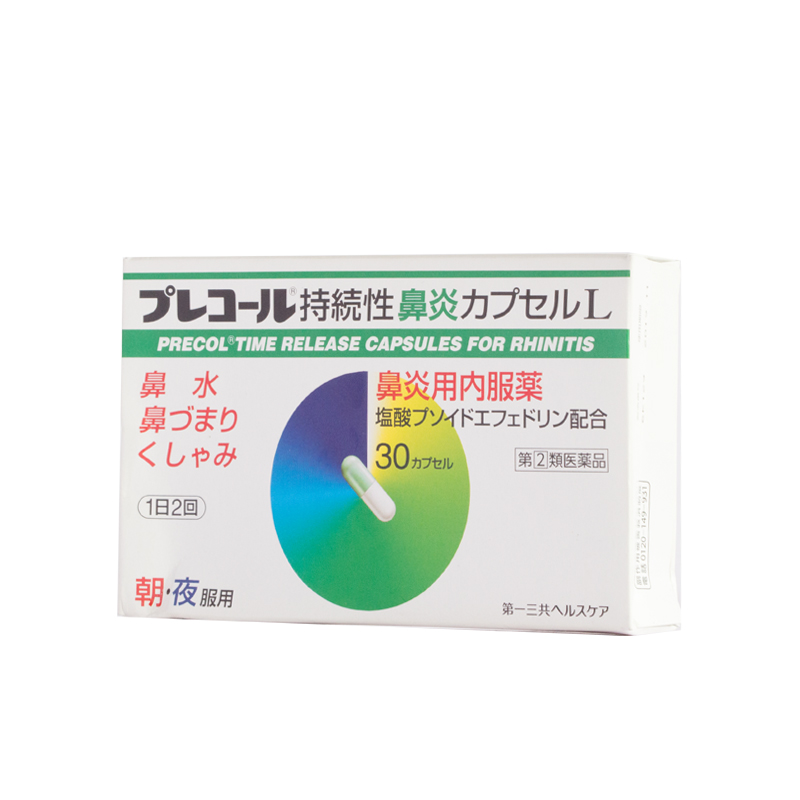 プレコール®持続性鼻炎カプセルL
PRECOL®TIME RELEASE CAPSULES FOR RHINITIS
鼻水
鼻づまり
くしゃみ
1日2回
朝・夜服用
鼻炎用内服薬
塩酸プソイドエフェドリン配合
30カプセル
指②類医薬品
第一三共ヘルスケア
0120-149-931